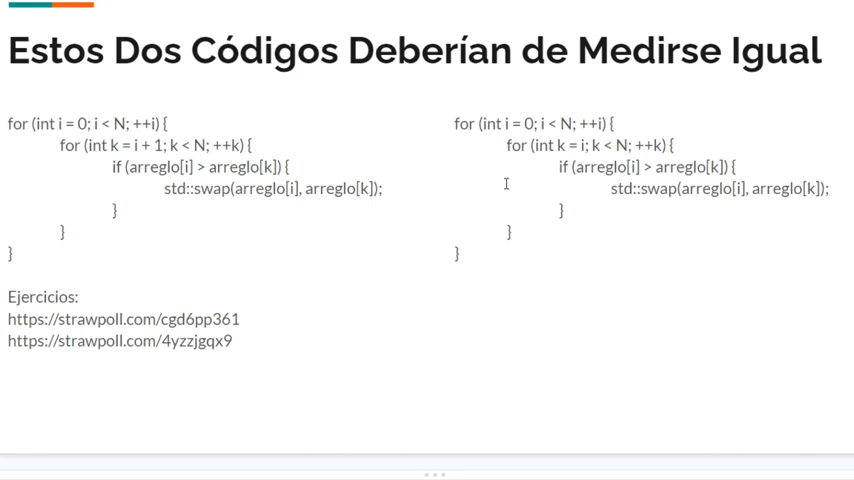 Estos Dos Códigos Deberían de Medirse Igual
for (int i = 0; i < N; ++i) {
for (int k = i + 1; k < N; ++k) {
if (arreglo[i] > arreglo[k]) {
std::swap(arreglo[i], arreglo[k]);
}
}
}
Ejercicios:
https://strawpoll.com/cgd6pp361
https://strawpoll.com/4yzzjgqx9
for (int i = 0; i < N; ++i) {
for (int k = i; k < N; ++k) {
if (arreglo[i] > arreglo[k]) {
std::swap(arreglo[i], arreglo[k]);
}
}
}